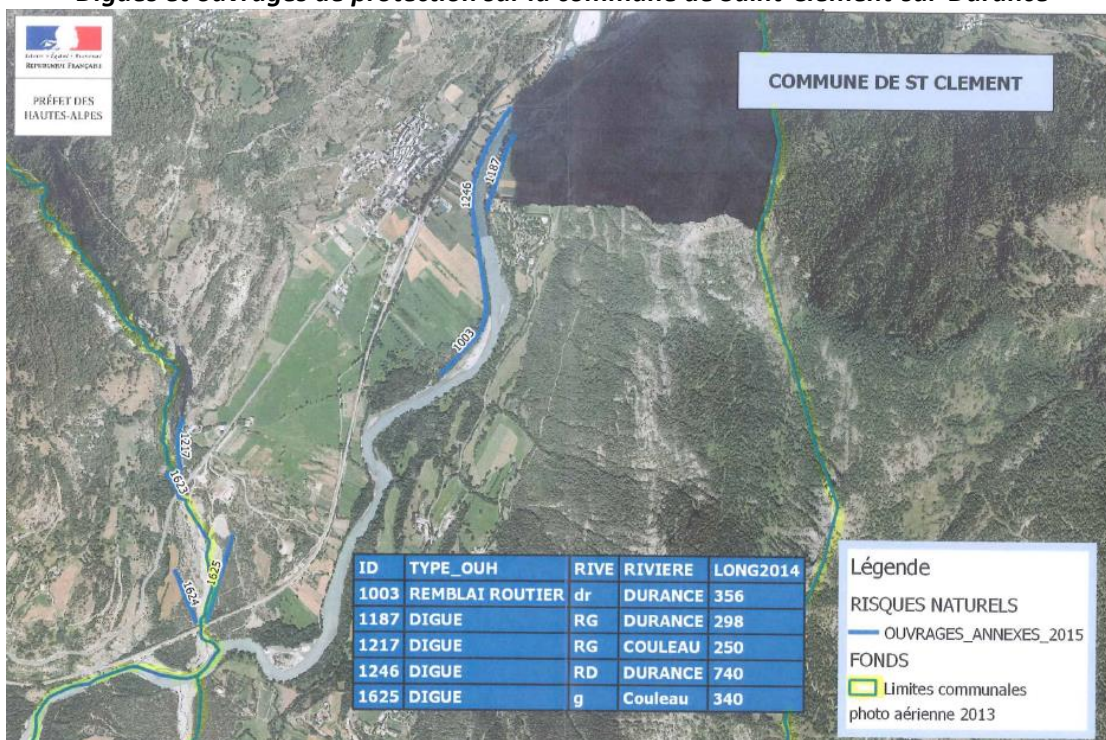 Digues et ouvrages de protection sur la commune de Saint-Clément-sur-Durance
Liberté • Égalité • Fraternité
RÉPUBLIQUE FRANÇAISE
PRÉFET DES
HAUTES-ALPES
COMMUNE DE ST CLEMENT
1246
1187
1003
1217
1623
1625
1624
ID TYPE_OUH RIVE RIVIERE LONG2014
1003 REMBLAI ROUTIER dr DURANCE 356
1187 DIGUE RG DURANCE 298
1217 DIGUE RG COULEAU 250
1246 DIGUE RD DURANCE 740
1625 DIGUE g Couleau 340
Légende
RISQUES NATURELS
OUVRAGES_ANNEXES_2015
FONDS
Limites communales
photo aérienne 2013